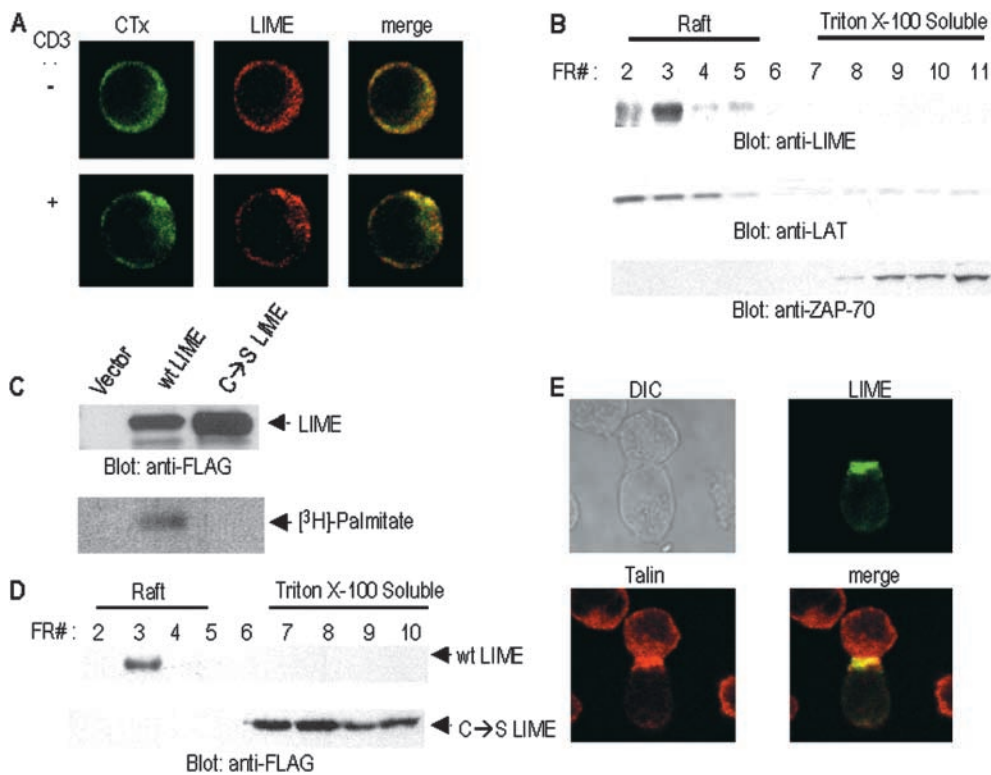 A
CD3
CTx
LIME
merge
-
+
B
Raft
Triton X-100 Soluble
FR# : 2 3 4 5 6 7 8 9 10 11
Blot: anti-LIME
Blot: anti-LAT
Blot: anti-ZAP-70
C
Vector
wt LIME
C→S LIME
LIME
Blot: anti-FLAG
[³H]-Palmitate
D
Raft
Triton X-100 Soluble
FR# : 2 3 4 5 6 7 8 9 10
wt LIME
C→S LIME
Blot: anti-FLAG
E
DIC
LIME
Talin
merge